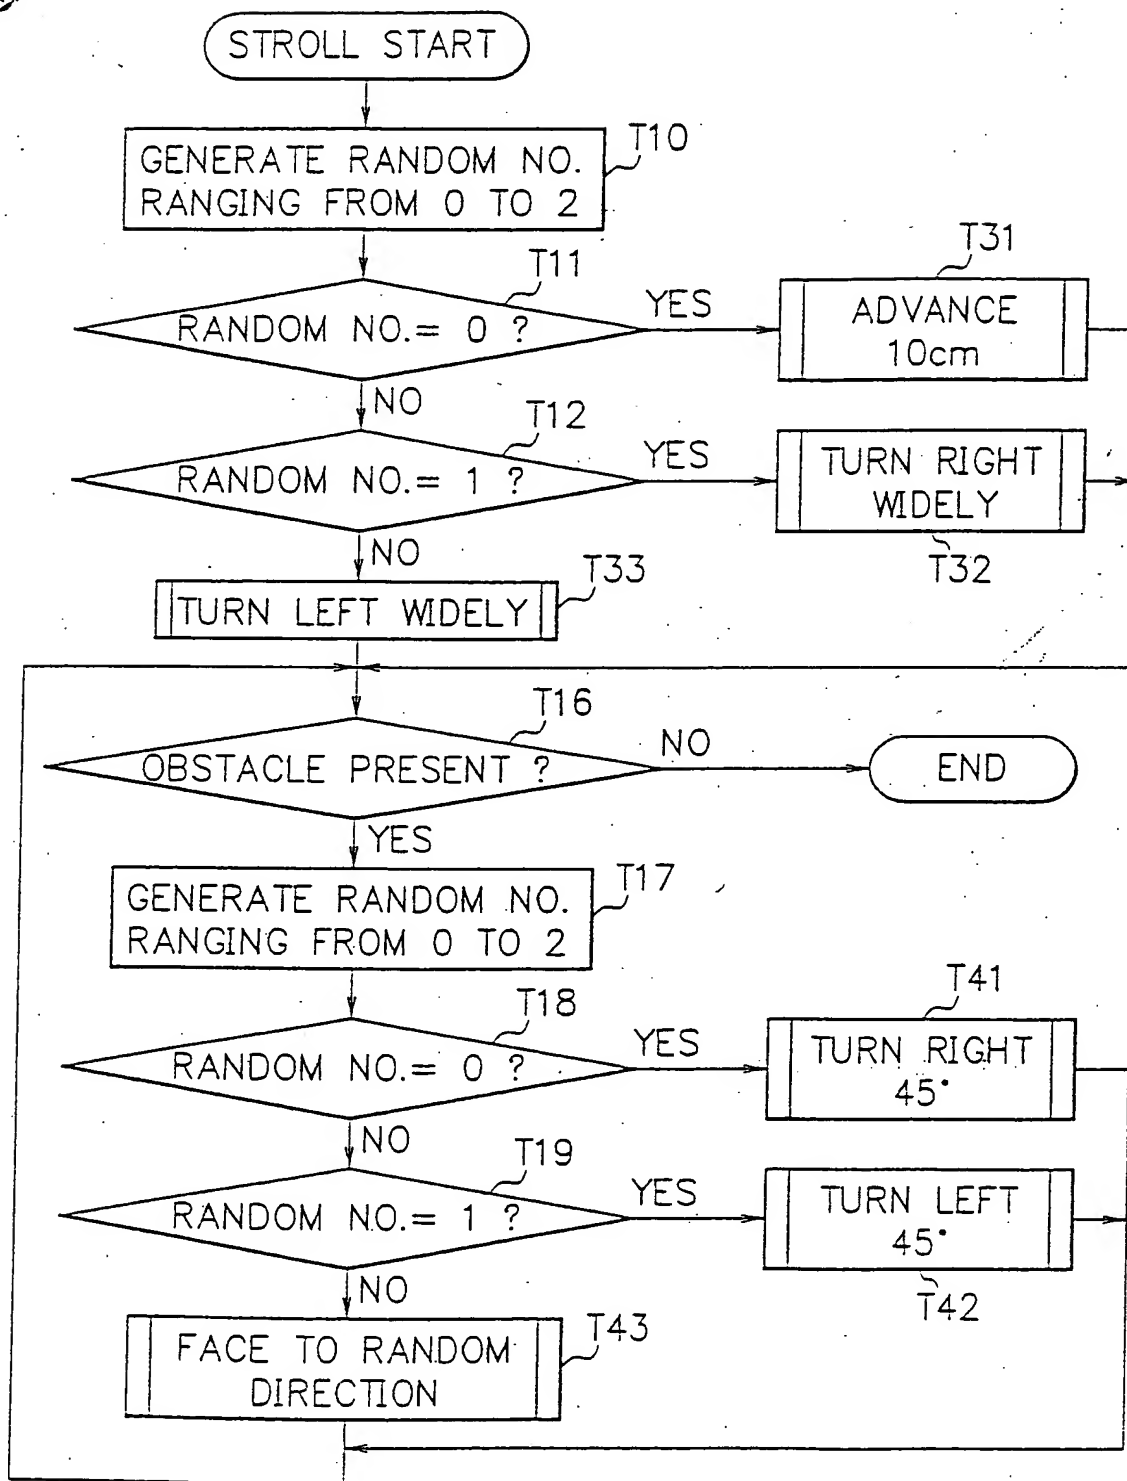 STROLL START
GENERATE RANDOM NO.
RANGING FROM 0 TO 2
T10
T11
RANDOM NO.= 0 ?
YES
T31
ADVANCE
10cm
NO
T12
RANDOM NO.= 1 ?
YES
TURN RIGHT
WIDELY
T32
NO
T33
TURN LEFT WIDELY
T16
OBSTACLE PRESENT ?
NO
END
YES
T17
GENERATE RANDOM NO.
RANGING FROM 0 TO 2
T18
RANDOM NO.= 0 ?
YES
T41
TURN RIGHT
45°
NO
T19
RANDOM NO.= 1 ?
YES
TURN LEFT
45°
T42
NO
T43
FACE TO RANDOM
DIRECTION